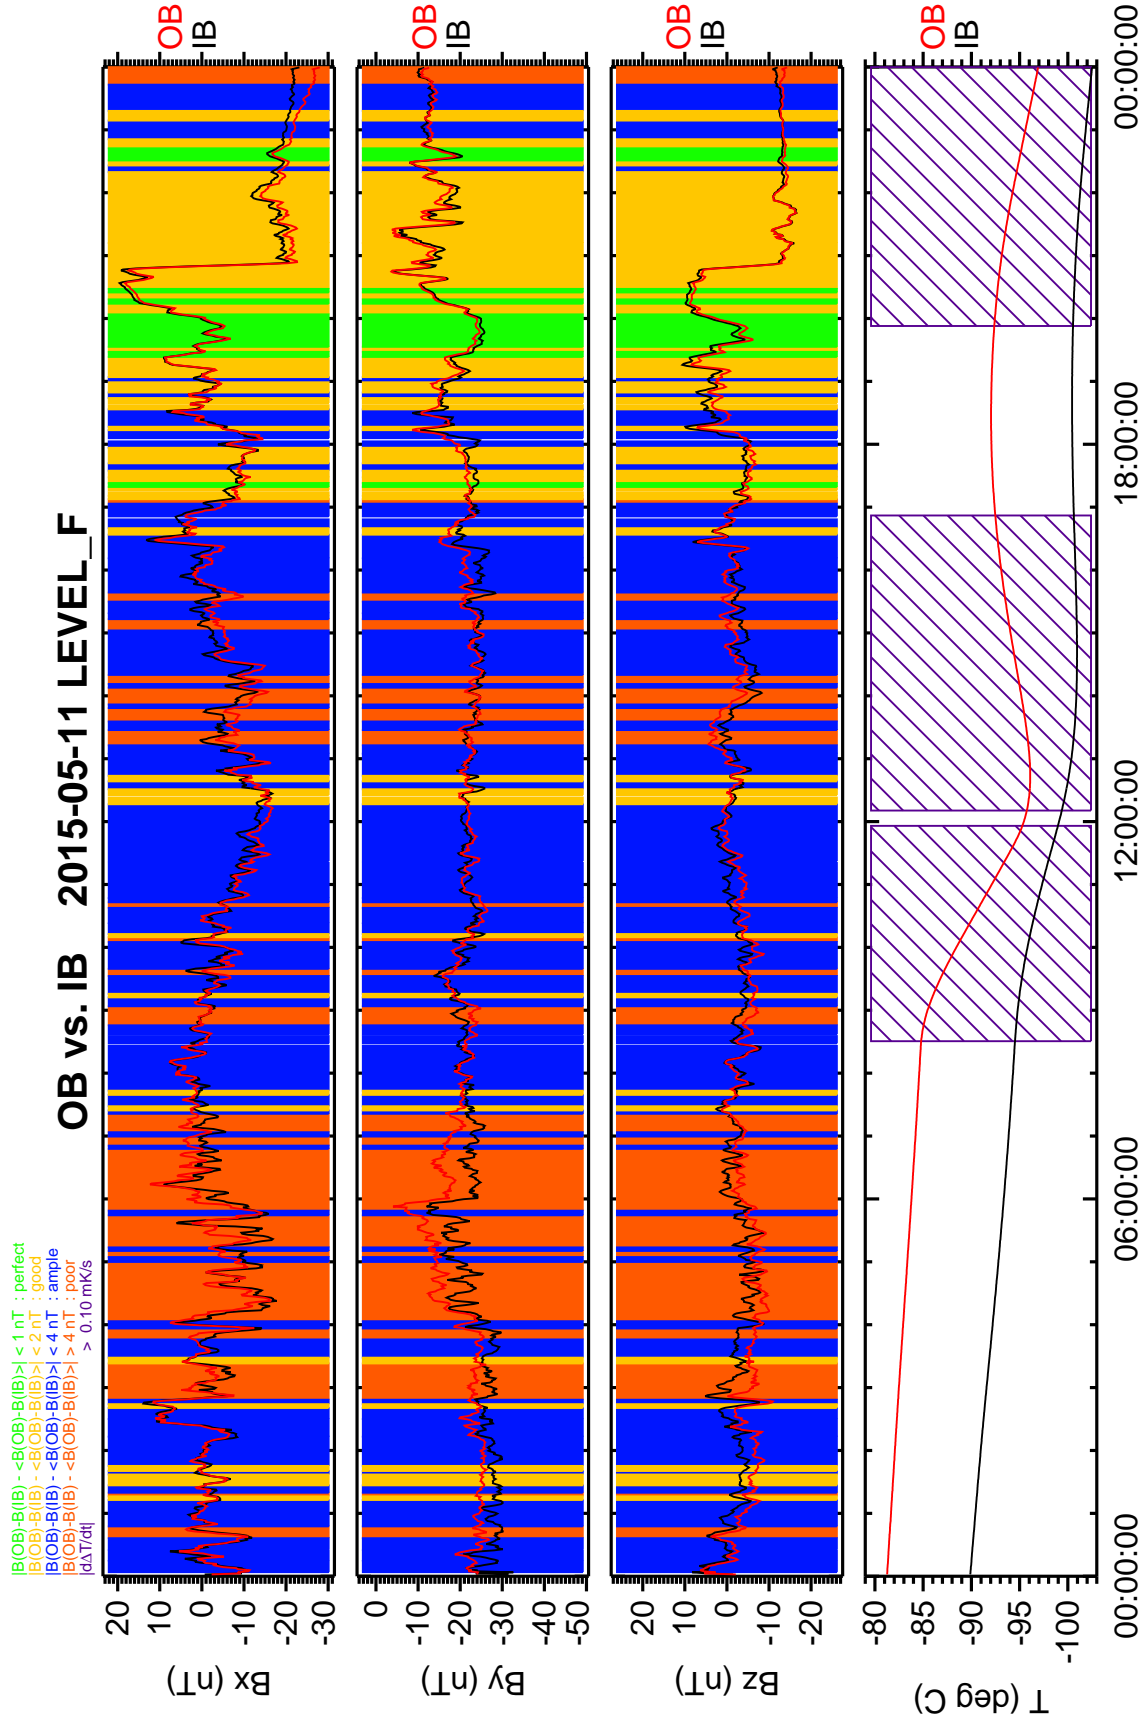 OB vs. IB 2015-05-11 LEVEL_F
|B(OB)-B(IB) - <B(OB)-B(IB)>| < 1 nT : perfect
|B(OB)-B(IB) - <B(OB)-B(IB)>| < 2 nT : good
|B(OB)-B(IB) - <B(OB)-B(IB)>| < 4 nT : ample
|B(OB)-B(IB) - <B(OB)-B(IB)>| > 4 nT : poor
|dΔT/dt| > 0.10 mK/s
Bx (nT)
20
10
0
-10
-20
-30
OB
IB
By (nT)
0
-10
-20
-30
-40
-50
OB
IB
Bz (nT)
20
10
0
-10
-20
OB
IB
T (deg C)
-80
-85
-90
-95
-100
OB
IB
00:00:00
06:00:00
12:00:00
18:00:00
00:00:00